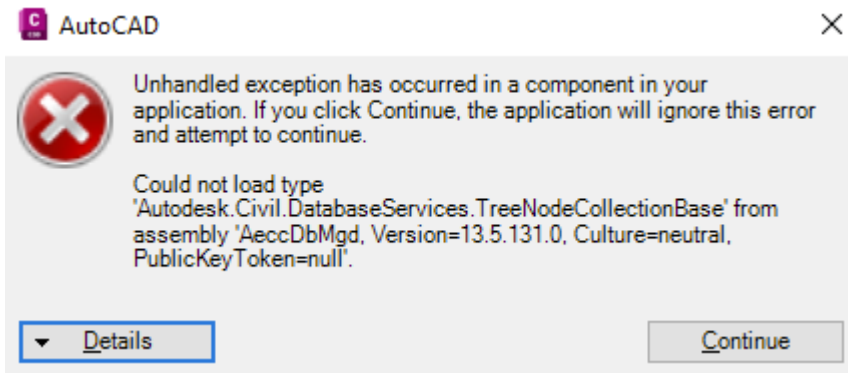 AutoCAD
Unhandled exception has occurred in a component in your
application. If you click Continue, the application will ignore this error
and attempt to continue.
Could not load type
'Autodesk.Civil.DatabaseServices.TreeNodeCollectionBase' from
assembly 'AeccDbMgd, Version=13.5.131.0, Culture=neutral,
PublicKeyToken=null'.
Details
Continue